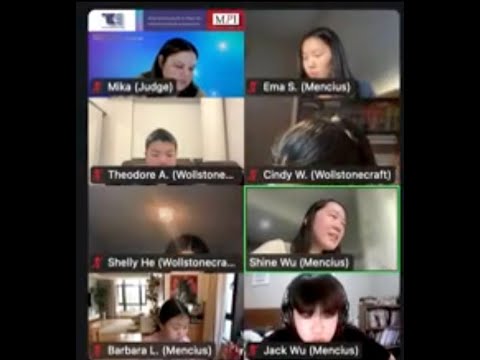 MPI
Mika (Judge)
Ema S. (Mencius)
Theodore A. (Wollstone...
Cindy W. (Wollstonecraft)
Shelly He (Wollstonecra...
Shine Wu (Mencius)
Barbara L. (Mencius)
Jack Wu (Mencius)